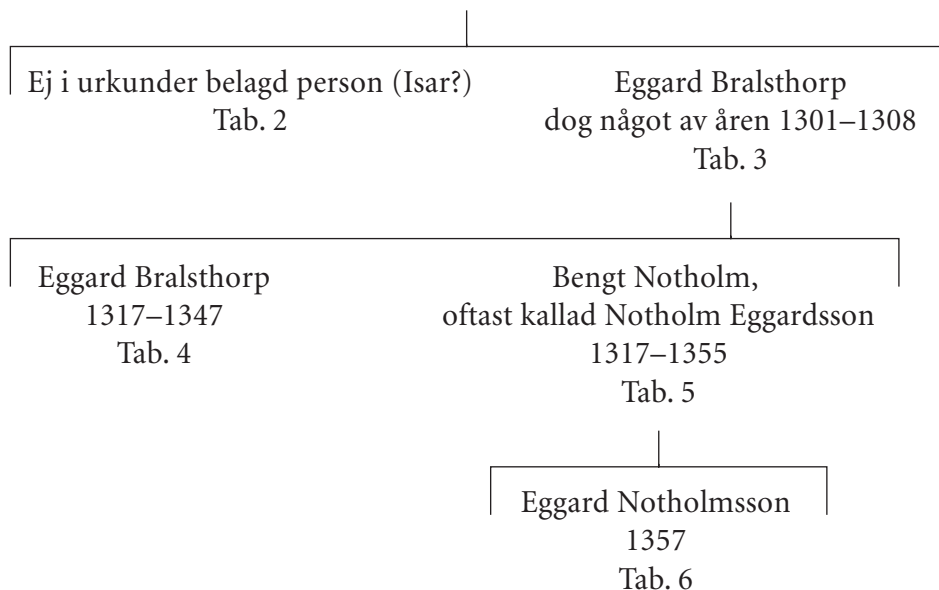 Ej i urkunder belagd person (Isar?)
Tab. 2
Eggard Bralsthorp
dog något av åren 1301–1308
Tab. 3
Eggard Bralsthorp
1317–1347
Tab. 4
Bengt Notholm,
oftast kallad Notholm Eggardsson
1317–1355
Tab. 5
Eggard Notholmsson
1357
Tab. 6